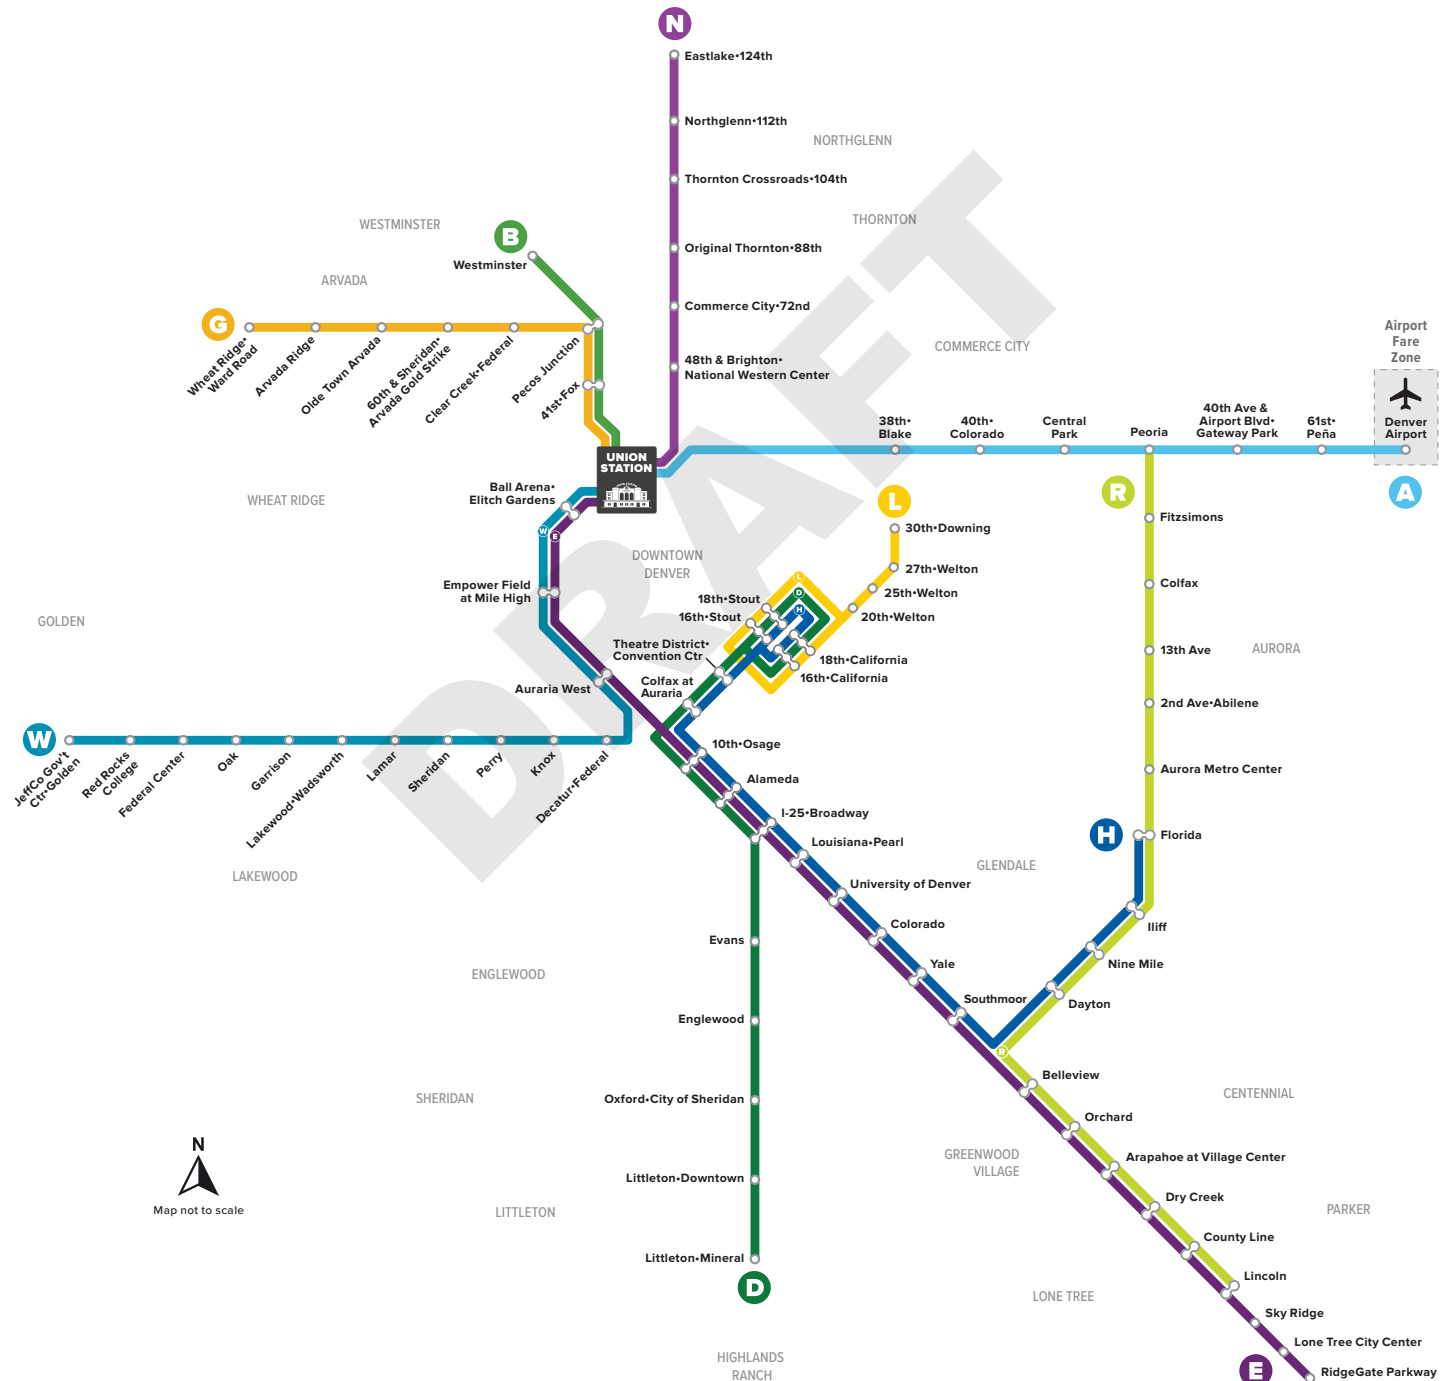 N
Eastlake•124th
Northglenn•112th
NORTHGLENN
Thornton Crossroads•104th
THORNTON
WESTMINSTER
B
Westminster
Original Thornton•88th
ARVADA
G
Commerce City•72nd
COMMERCE CITY
48th & Brighton•
National Western Center
Airport
Fare
Zone
Wheat Ridge•
Ward Road
Arvada Ridge
Olde Town Arvada
60th & Sheridan•
Arvada Gold Strike
Clear Creek•Federal
Pecos Junction
41st•Fox
38th•
Blake
40th•
Colorado
Central
Park
Peoria
40th Ave &
Airport Blvd•
Gateway Park
61st•
Peña
Denver
Airport
UNION
STATION
Ball Arena•
Elitch Gardens
WHEAT RIDGE
L
R
A
W
E
30th•Downing
Fitzsimons
DOWNTOWN
DENVER
27th•Welton
25th•Welton
20th•Welton
Colfax
L
D
H
Empower Field
at Mile High
18th•Stout
16th•Stout
GOLDEN
Theatre District•
Convention Ctr
18th•California
16th•California
13th Ave
AURORA
Colfax at
Auraria
Auraria West
2nd Ave•Abilene
W
JeffCo Gov't
Ctr•Golden
Red Rocks
College
Federal Center
Oak
Garrison
Lakewood•Wadsworth
Lamar
Sheridan
Perry
Knox
Decatur•Federal
10th•Osage
Alameda
Aurora Metro Center
I-25•Broadway
H
Florida
Louisiana•Pearl
GLENDALE
LAKEWOOD
University of Denver
Colorado
Iliff
Evans
Yale
Nine Mile
ENGLEWOOD
Southmoor
Dayton
Englewood
R
Belleview
CENTENNIAL
SHERIDAN
Oxford•City of Sheridan
Orchard
N
Map not to scale
GREENWOOD
VILLAGE
Arapahoe at Village Center
Littleton•Downtown
Dry Creek
LITTLETON
PARKER
County Line
Littleton•Mineral
Lincoln
D
LONE TREE
Sky Ridge
Lone Tree City Center
HIGHLANDS
RANCH
E
RidgeGate Parkway
DRAFT